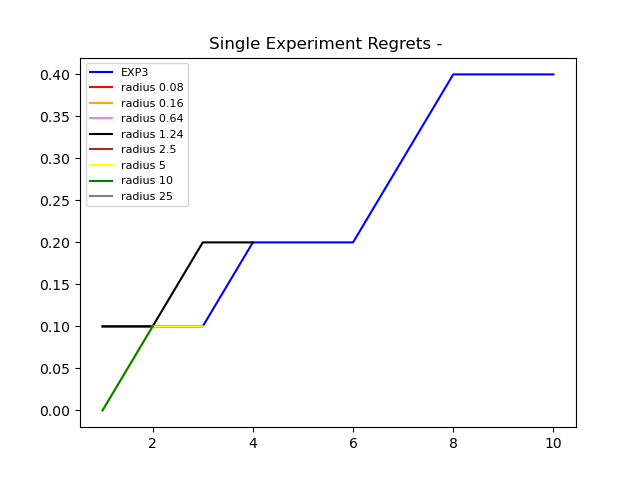 Single Experiment Regrets -
0.40
0.35
0.30
0.25
0.20
0.15
0.10
0.05
0.00
EXP3
radius 0.08
radius 0.16
radius 0.64
radius 1.24
radius 2.5
radius 5
radius 10
radius 25
2 4 6 8 10